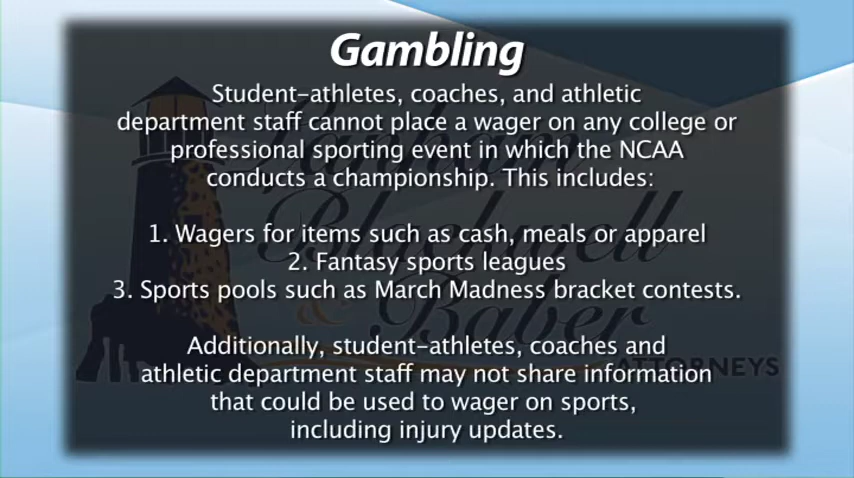 Gambling
Student-athletes, coaches, and athletic
department staff cannot place a wager on any college or
professional sporting event in which the NCAA
conducts a championship. This includes:
1. Wagers for items such as cash, meals or apparel
2. Fantasy sports leagues
3. Sports pools such as March Madness bracket contests.
Additionally, student-athletes, coaches and
athletic department staff may not share information
that could be used to wager on sports,
including injury updates.
& Baber
ATTORNEYS